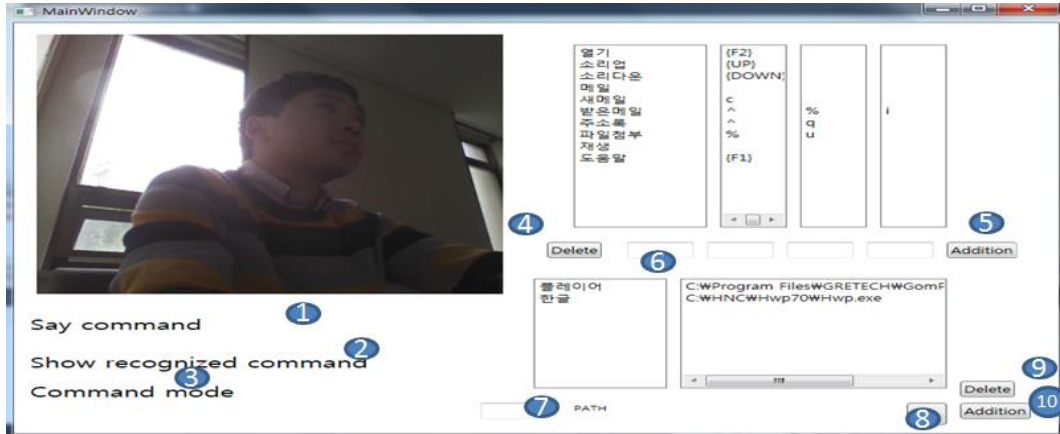 MainWindow
열기 {F2}
소리업 {UP}
소리다운 {DOWN}
메일
새메일 c
받은메일 ^ % i
주소록 ^ q
파일첨부 % u
재생
도움말 {F1}
4 5
Delete Addition
6
플레이어 C:₩Program Files₩GRETECH₩GomP
한글 C:₩HNC₩Hwp70₩Hwp.exe
1
Say command
2
Show recognized command
3
Command mode
9
Delete
7 PATH 8 Addition 10